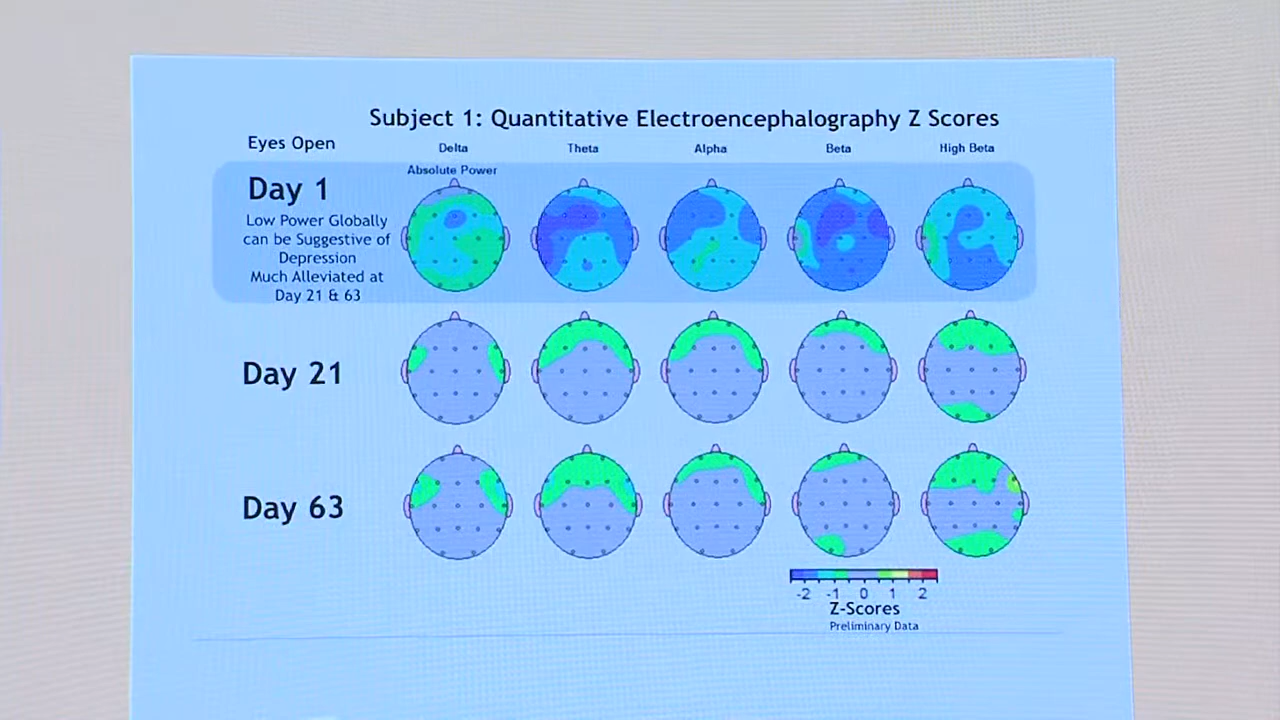 Subject 1: Quantitative Electroencephalography Z Scores
Eyes Open
Delta Theta Alpha Beta High Beta
Absolute Power
Day 1
Low Power Globally
can be Suggestive of
Depression
Much Alleviated at
Day 21 & 63
Day 21
Day 63
-2 -1 0 1 2
Z-Scores
Preliminary Data